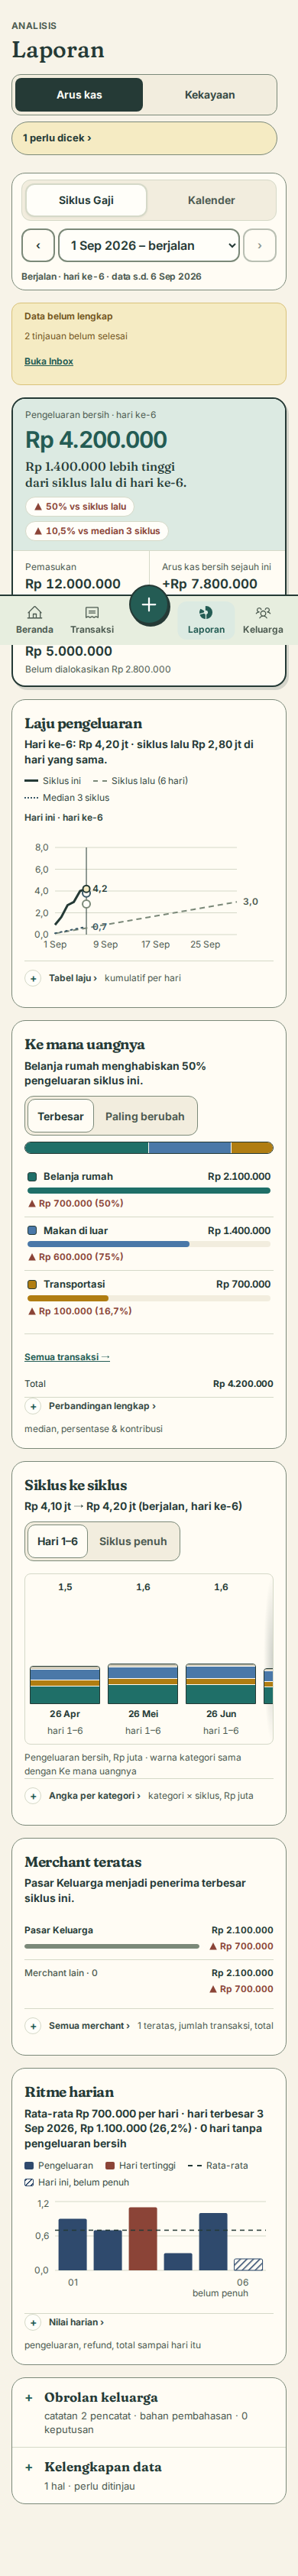 ANALISIS
Laporan
Arus kas
Kekayaan
1 perlu dicek ›
Siklus Gaji
Kalender
‹
1 Sep 2026 – berjalan
›
Berjalan · hari ke-6 · data s.d. 6 Sep 2026
Data belum lengkap
2 tinjauan belum selesai
Buka Inbox
Pengeluaran bersih · hari ke-6
Rp 4.200.000
Rp 1.400.000 lebih tinggi
dari siklus lalu di hari ke-6.
▲ 50% vs siklus lalu
▲ 10,5% vs median 3 siklus
Pemasukan
Rp 12.000.000
Arus kas bersih sejauh ini
+Rp 7.800.000
Beranda
Transaksi
+
Laporan
Keluarga
Rp 5.000.000
Belum dialokasikan Rp 2.800.000
Laju pengeluaran
Hari ke-6: Rp 4,20 jt · siklus lalu Rp 2,80 jt di
hari yang sama.
Siklus ini
Siklus lalu (6 hari)
Median 3 siklus
Hari ini · hari ke-6
8,0
6,0
4,0
2,0
0,0
4,2
0,7
3,0
1 Sep
9 Sep
17 Sep
25 Sep
+ Tabel laju › kumulatif per hari
Ke mana uangnya
Belanja rumah menghabiskan 50%
pengeluaran siklus ini.
Terbesar
Paling berubah
Belanja rumah Rp 2.100.000
▲ Rp 700.000 (50%)
Makan di luar Rp 1.400.000
▲ Rp 600.000 (75%)
Transportasi Rp 700.000
▲ Rp 100.000 (16,7%)
Semua transaksi →
Total Rp 4.200.000
+ Perbandingan lengkap ›
median, persentase & kontribusi
Siklus ke siklus
Rp 4,10 jt → Rp 4,20 jt (berjalan, hari ke-6)
Hari 1–6
Siklus penuh
1,5
1,6
1,6
26 Apr
26 Mei
26 Jun
hari 1–6
hari 1–6
hari 1–6
Pengeluaran bersih, Rp juta · warna kategori sama
dengan Ke mana uangnya
+ Angka per kategori › kategori × siklus, Rp juta
Merchant teratas
Pasar Keluarga menjadi penerima terbesar
siklus ini.
Pasar Keluarga Rp 2.100.000
▲ Rp 700.000
Merchant lain · 0 Rp 2.100.000
▲ Rp 700.000
+ Semua merchant › 1 teratas, jumlah transaksi, total
Ritme harian
Rata-rata Rp 700.000 per hari · hari terbesar 3
Sep 2026, Rp 1.100.000 (26,2%) · 0 hari tanpa
pengeluaran bersih
Pengeluaran
Hari tertinggi
Rata-rata
Hari ini, belum penuh
1,2
0,6
0,0
01
06
belum penuh
+ Nilai harian ›
pengeluaran, refund, total sampai hari itu
+ Obrolan keluarga
catatan 2 pencatat · bahan pembahasan · 0
keputusan
+ Kelengkapan data
1 hal · perlu ditinjau